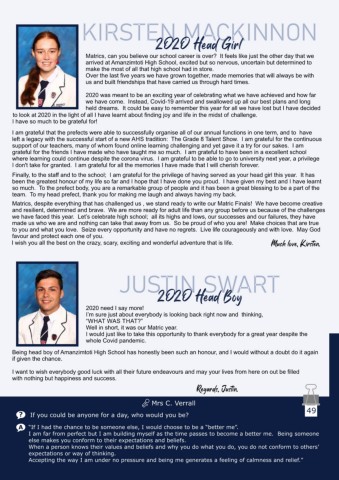 KIRSTEN MACKINNON
2020 Head Girl
Matrics, can you believe our school career is over? It feels like just the other day that we
arrived at Amanzimtoti High School, excited but so nervous, uncertain but determined to
make the most of all that high school had in store.
Over the last five years we have grown together, made memories that will always be with
us and built friendships that have carried us through hard times.
2020 was meant to be an exciting year of celebrating what we have achieved and how far
we have come. Instead, Covid-19 arrived and swallowed up all our best plans and long
held dreams. It could be easy to remember this year for all we have lost but I have decided
to look at 2020 in the light of all I have learnt about finding joy and life in the midst of challenge.
I have so much to be grateful for!
I am grateful that the prefects were able to successfully organise all of our annual functions in one term, and to have
left a legacy with the successful start of a new AHS tradition: The Grade 8 Talent Show. I am grateful for the continuous
support of our teachers, many of whom found online learning challenging and yet gave it a try for our sakes. I am
grateful for the friends I have made who have taught me so much. I am grateful to have been in a excellent school
where learning could continue despite the corona virus. I am grateful to be able to go to university next year, a privilege
I don't take for granted. I am grateful for all the memories I have made that I will cherish forever.
Finally, to the staff and to the school; I am grateful for the privilege of having served as your head girl this year. It has
been the greatest honour of my life so far and I hope that I have done you proud. I have given my best and I have learnt
so much. To the prefect body, you are a remarkable group of people and it has been a great blessing to be a part of the
team. To my head prefect, thank you for making me laugh and always having my back.
Matrics, despite everything that has challenged us , we stand ready to write our Matric Finals! We have become creative
and resilient, determined and brave. We are more ready for adult life than any group before us because of the challenges
we have faced this year. Let's celebrate high school; all its highs and lows, our successes and our failures, they have
made us who we are and nothing can take that away from us. So be proud of who you are! Make choices that are true
to you and what you love. Seize every opportunity and have no regrets. Live life courageously and with love. May God
favour and protect each one of you.
I wish you all the best on the crazy, scary, exciting and wonderful adventure that is life.
Much love, Kirsten.
JUSTIN SWART
2020 Head Boy
2020 need I say more!
I'm sure just about everybody is looking back right now and thinking,
"WHAT WAS THAT?"
Well in short, it was our Matric year.
I would just like to take this opportunity to thank everybody for a great year despite the
whole Covid pandemic.
Being head boy of Amanzimtoti High School has honestly been such an honour, and I would without a doubt do it again
if given the chance.
I want to wish everybody good luck with all their future endeavours and may your lives from here on out be filled
with nothing but happiness and success.
Regards, Justin.
Mrs C. Verrall
49
? If you could be anyone for a day, who would you be?
A "If I had the chance to be someone else, I would choose to be a "better me".
I am far from perfect but I am building myself as the time passes to become a better me. Being someone
else makes you conform to their expectations and beliefs.
When a person knows their values and beliefs and why you do what you do, you do not conform to others'
expectations or way of thinking.
Accepting the way I am under no pressure and being me generates a feeling of calmness and relief."